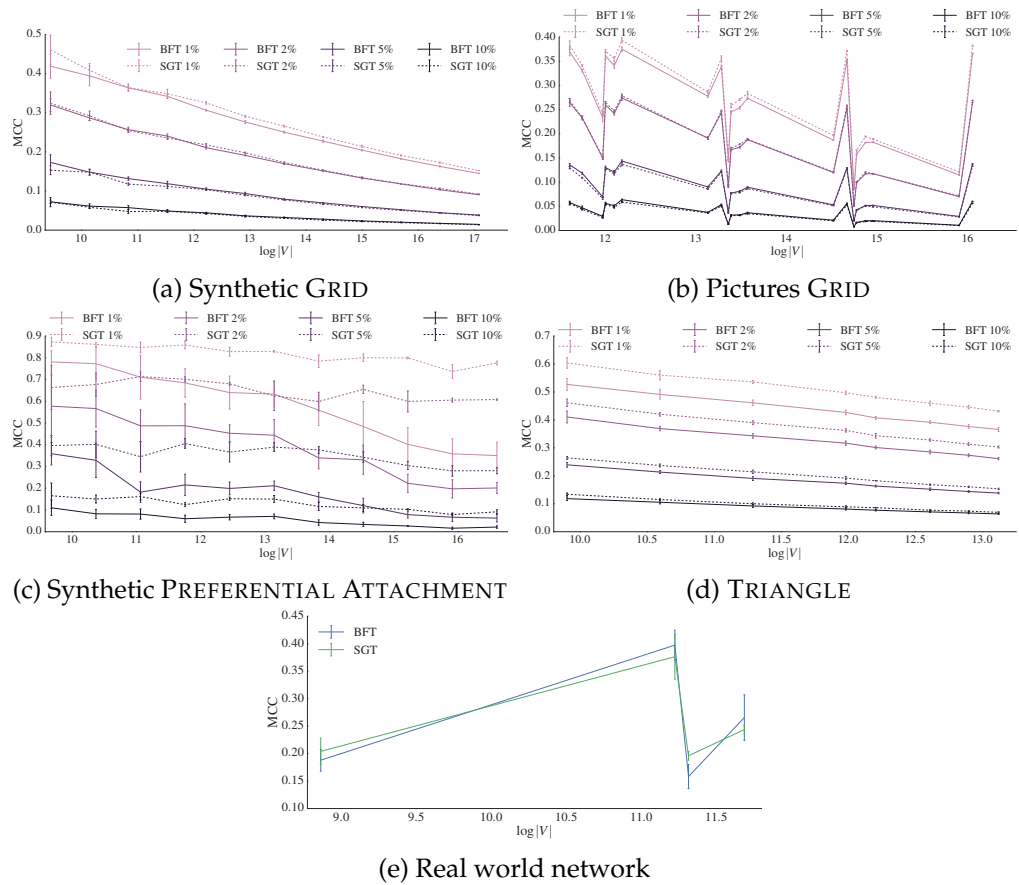 BFT 1% BFT 2% BFT 5% BFT 10%
SGT 1% SGT 2% SGT 5% SGT 10%
0.5
0.4
0.3
0.2
0.1
0.0
MCC
10 11 12 13 14 15 16 17
log|V|
(a) Synthetic GRID
BFT 1% BFT 2% BFT 5% BFT 10%
SGT 1% SGT 2% SGT 5% SGT 10%
0.40
0.35
0.30
0.25
0.20
0.15
0.10
0.05
0.00
MCC
12 13 14 15 16
log|V|
(b) Pictures GRID
BFT 1% BFT 2% BFT 5% BFT 10%
SGT 1% SGT 2% SGT 5% SGT 10%
0.9
0.8
0.7
0.6
0.5
0.4
0.3
0.2
0.1
0.0
MCC
10 11 12 13 14 15 16
log|V|
(c) Synthetic PREFERENTIAL ATTACHMENT
BFT 1% BFT 2% BFT 5% BFT 10%
SGT 1% SGT 2% SGT 5% SGT 10%
0.7
0.6
0.5
0.4
0.3
0.2
0.1
0.0
MCC
10.0 10.5 11.0 11.5 12.0 12.5 13.0
log|V|
(d) TRIANGLE
BFT
SGT
0.45
0.40
0.35
0.30
0.25
0.20
0.15
0.10
MCC
9.0 9.5 10.0 10.5 11.0 11.5
log|V|
(e) Real world network